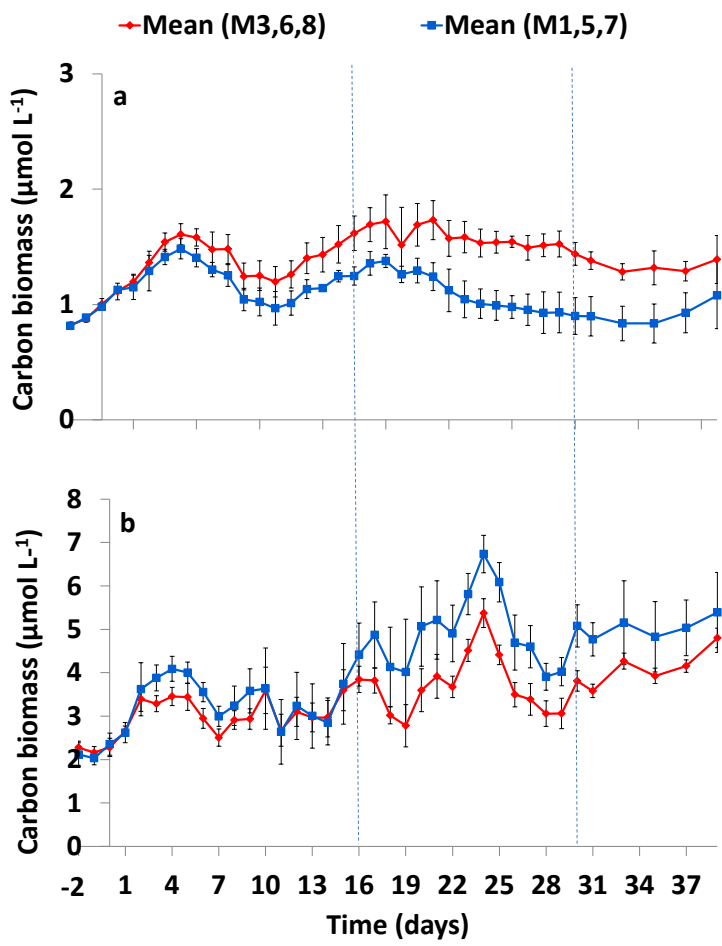 Mean (M3,6,8) Mean (M1,5,7)
a
3
2
1
0
Carbon biomass (µmol L⁻¹)
b
8
7
6
5
4
3
2
1
0
Carbon biomass (µmol L⁻¹)
-2 1 4 7 10 13 16 19 22 25 28 31 34 37
Time (days)